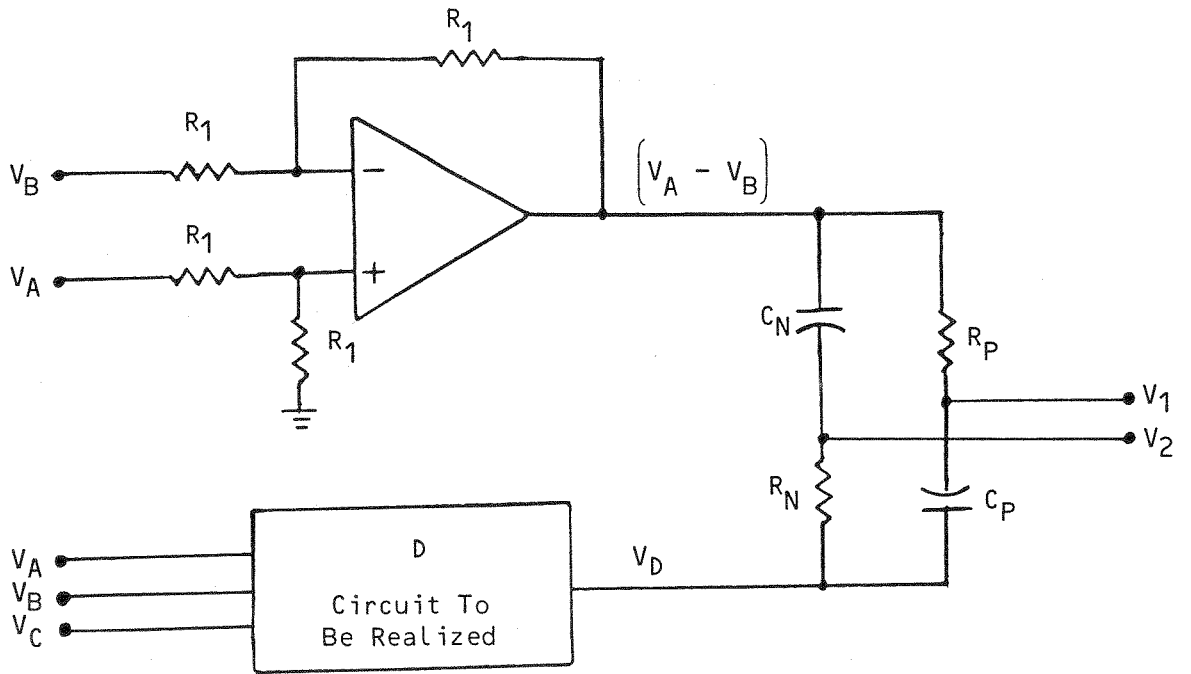 R1
R1
VB
−
(VA - VB)
R1
VA
+
R1
CN
RP
V1
V2
RN
CP
VA
VB
VC
D
Circuit To
Be Realized
VD